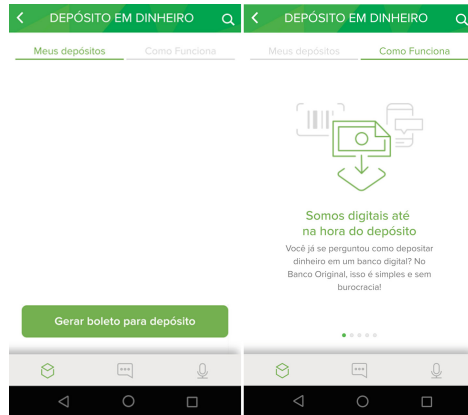 DEPÓSITO EM DINHEIRO
Meus depósitos Como Funciona
Gerar boleto para depósito
DEPÓSITO EM DINHEIRO
Meus depósitos Como Funciona
Somos digitais até
na hora do depósito
Você já se perguntou como depositar
dinheiro em um banco digital? No
Banco Original, isso é simples e sem
burocracia!